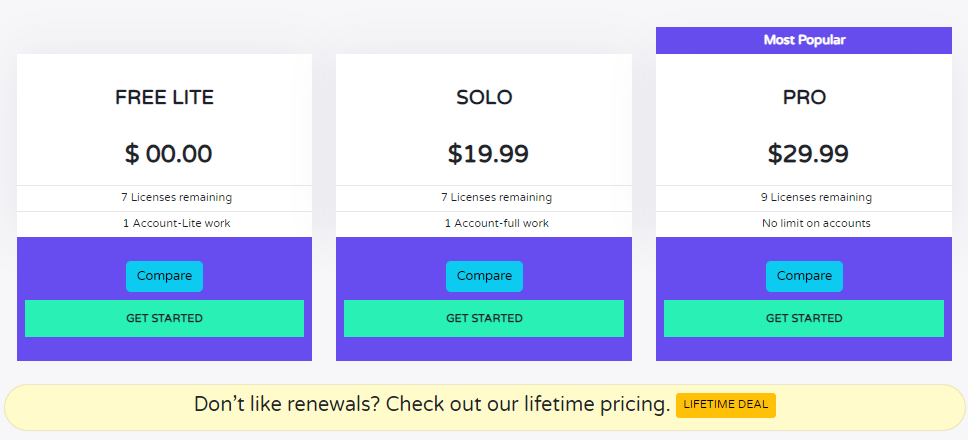 FREE LITE
$ 00.00
7 Licenses remaining
1 Account-Lite work
Compare
GET STARTED
SOLO
$19.99
7 Licenses remaining
1 Account-full work
Compare
GET STARTED
Most Popular
PRO
$29.99
9 Licenses remaining
No limit on accounts
Compare
GET STARTED
Don't like renewals? Check out our lifetime pricing. LIFETIME DEAL